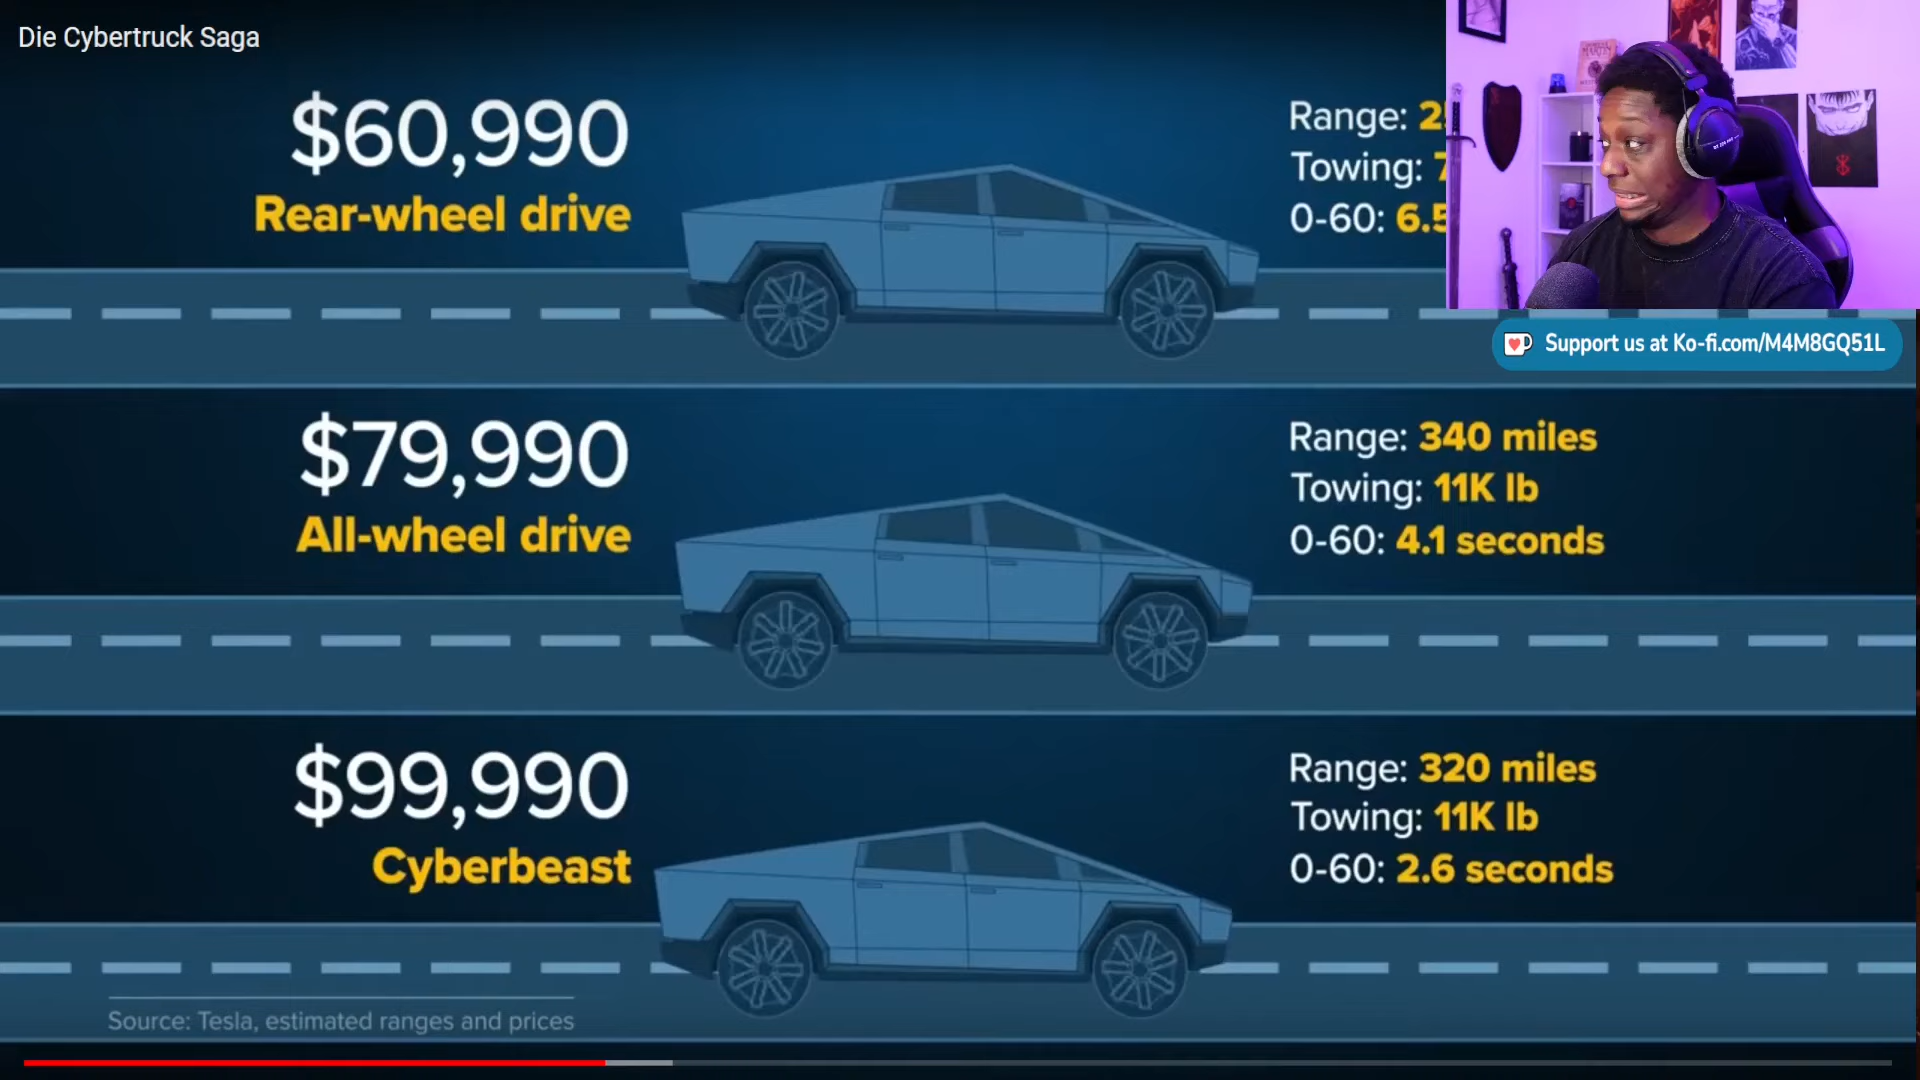 Die Cybertruck Saga
$60,990
Rear-wheel drive
Range:
Towing:
0-60:
Support us at Ko-fi.com/M4M8GQ51L
$79,990
All-wheel drive
Range: 340 miles
Towing: 11K lb
0-60: 4.1 seconds
$99,990
Cyberbeast
Range: 320 miles
Towing: 11K lb
0-60: 2.6 seconds
Source: Tesla, estimated ranges and prices